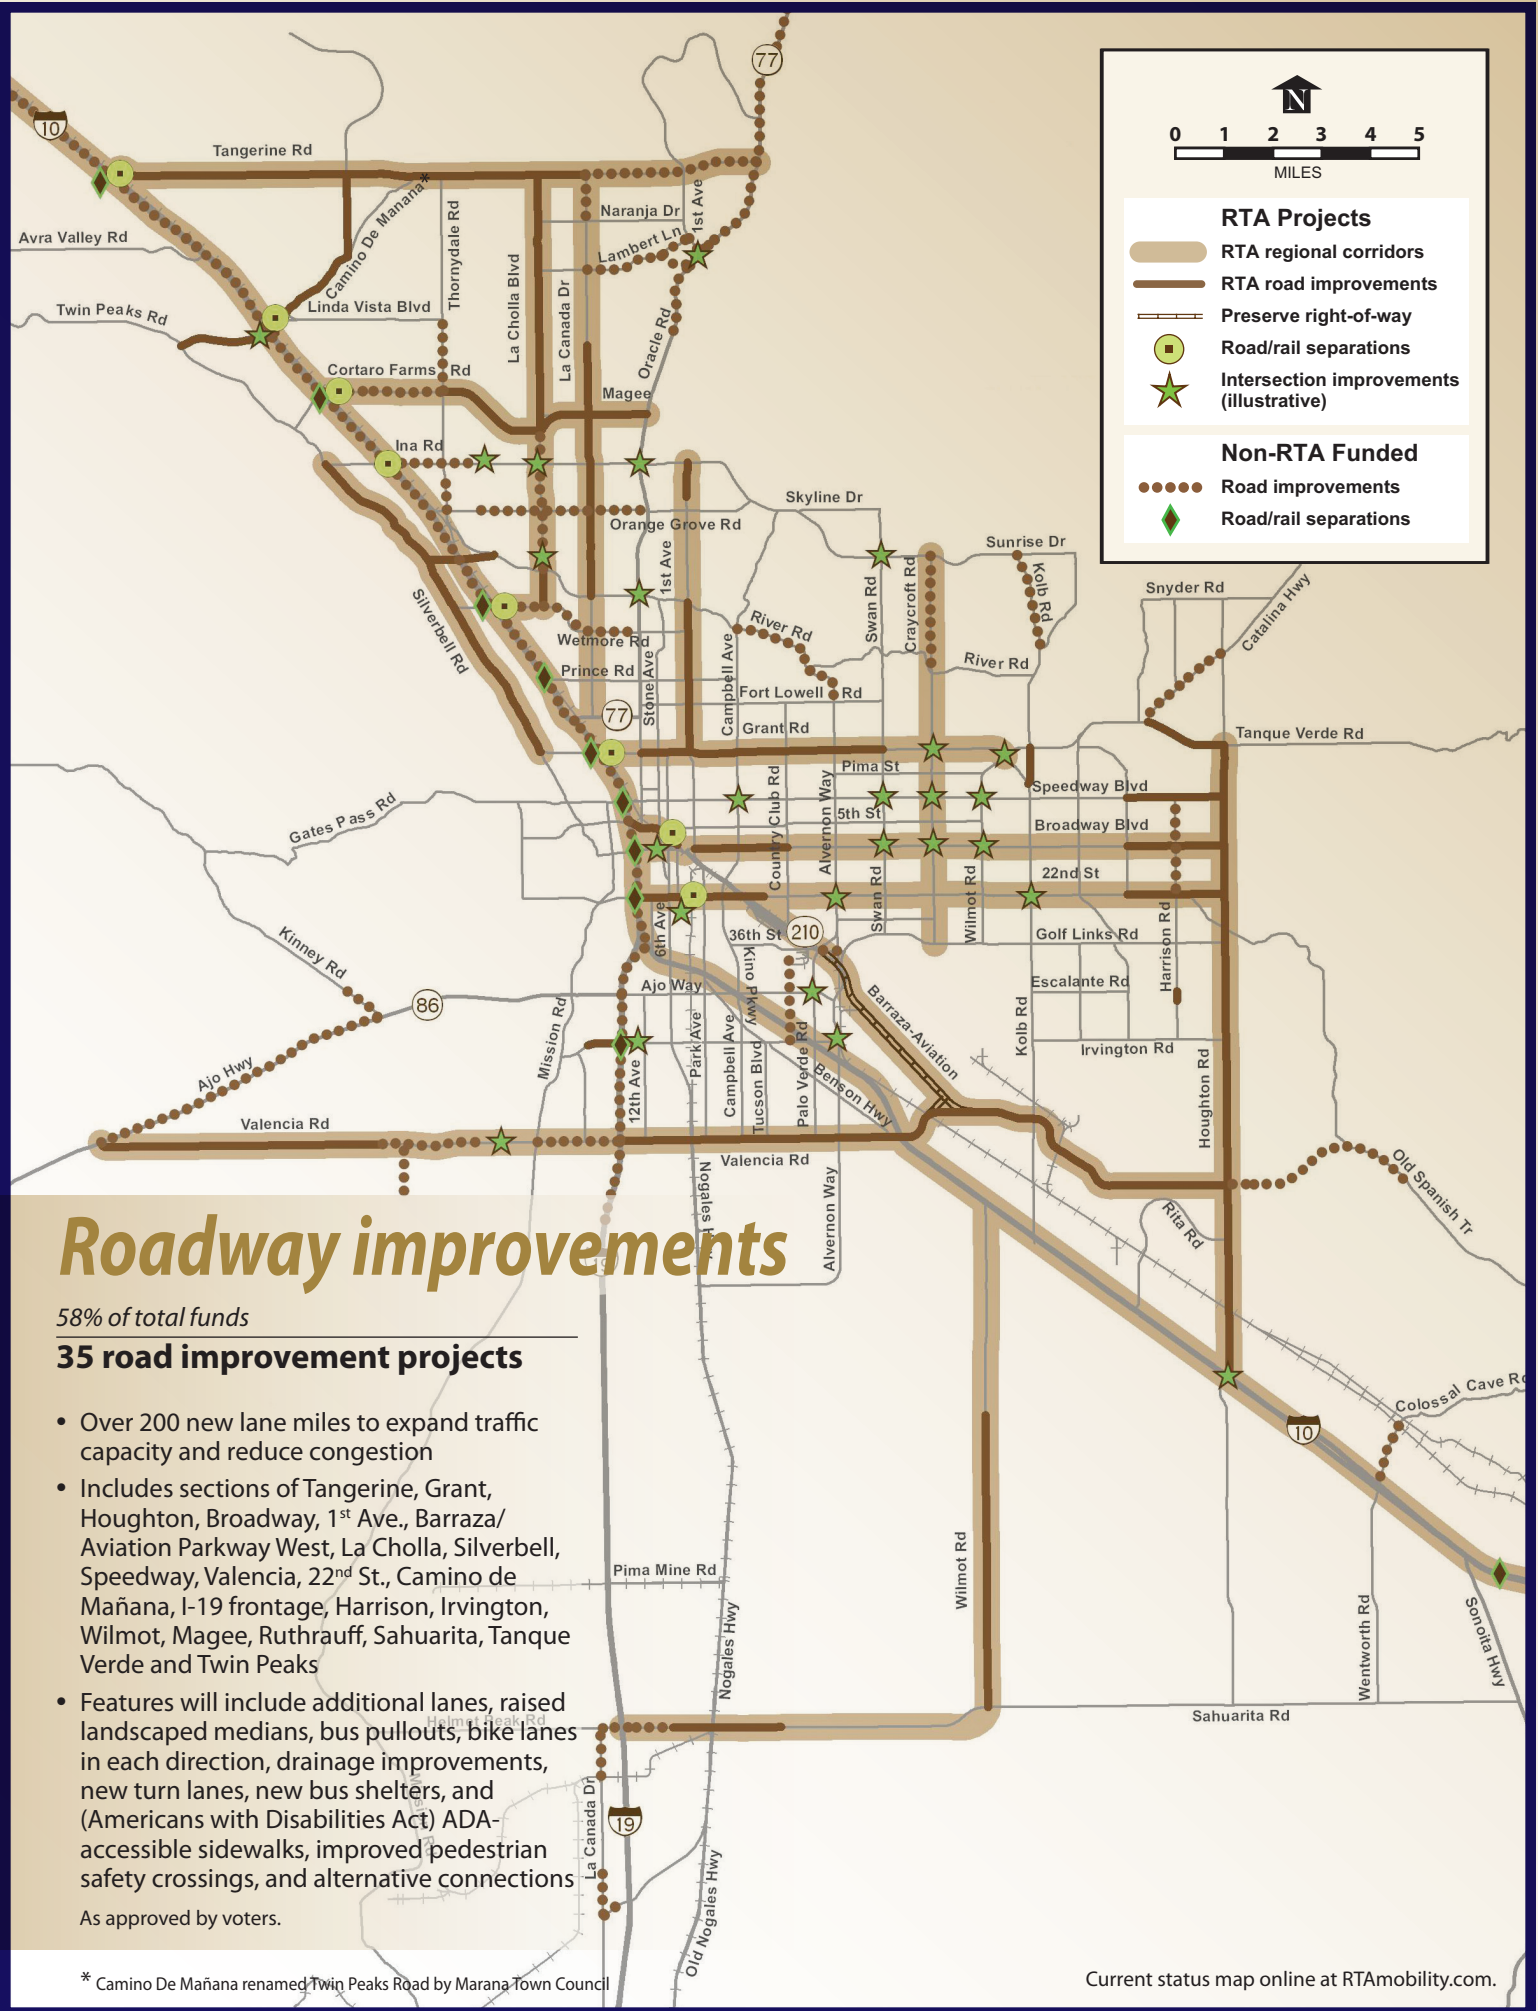 77
10
Tangerine Rd
Avra Valley Rd
Camino De Manana*
Thornydale Rd
Naranja Dr
1st Ave
Lambert Ln
La Cholla Blvd
La Canada Dr
Twin Peaks Rd
Linda Vista Blvd
Oracle Rd
Cortaro Farms Rd
Magee
Ina Rd
N
0 1 2 3 4 5
MILES
RTA Projects
RTA regional corridors
RTA road improvements
Preserve right-of-way
Road/rail separations
Intersection improvements
(illustrative)
Non-RTA Funded
Road improvements
Road/rail separations
Skyline Dr
Orange Grove Rd
Sunrise Dr
1st Ave
Swan Rd
Craycroft Rd
Kolb Rd
Snyder Rd
Catalina Hwy
Silverbell Rd
Wetmore Rd
River Rd
River Rd
Prince Rd
Stone Ave
Campbell Ave
Fort Lowell Rd
77
Grant Rd
Tanque Verde Rd
Pima St
Speedway Blvd
Country Club Rd
Alvernon Way
Gates Pass Rd
5th St
Broadway Blvd
22nd St
Swan Rd
Wilmot Rd
Harrison Rd
6th Ave
36th St
210
Golf Links Rd
Kinney Rd
Kino Pkwy
Ajo Way
Escalante Rd
86
Barraza-Aviation
Mission Rd
Kolb Rd
Park Ave
Campbell Ave
Tucson Blvd
Palo Verde Rd
Irvington Rd
Ajo Hwy
12th Ave
Benson Hwy
Houghton Rd
Valencia Rd
Valencia Rd
Nogales Hwy
Alvernon Way
Old Spanish Tr
Rita Rd
19
Roadway improvements
58% of total funds
35 road improvement projects
• Over 200 new lane miles to expand traffic
capacity and reduce congestion
• Includes sections of Tangerine, Grant,
Houghton, Broadway, 1st Ave., Barraza/
Aviation Parkway West, La Cholla, Silverbell,
Speedway, Valencia, 22nd St., Camino de
Mañana, I-19 frontage, Harrison, Irvington,
Wilmot, Magee, Ruthrauff, Sahuarita, Tanque
Verde and Twin Peaks
• Features will include additional lanes, raised
landscaped medians, bus pullouts, bike lanes
in each direction, drainage improvements,
new turn lanes, new bus shelters, and
(Americans with Disabilities Act) ADA-
accessible sidewalks, improved pedestrian
safety crossings, and alternative connections
As approved by voters.
Colossal Cave Rd
10
Pima Mine Rd
Wilmot Rd
Nogales Hwy
Wentworth Rd
Sonoita Hwy
Helmet Peak Rd
Sahuarita Rd
Mission Rd
La Canada Dr
19
Old Nogales Hwy
* Camino De Mañana renamed Twin Peaks Road by Marana Town Council
Current status map online at RTAmobility.com.